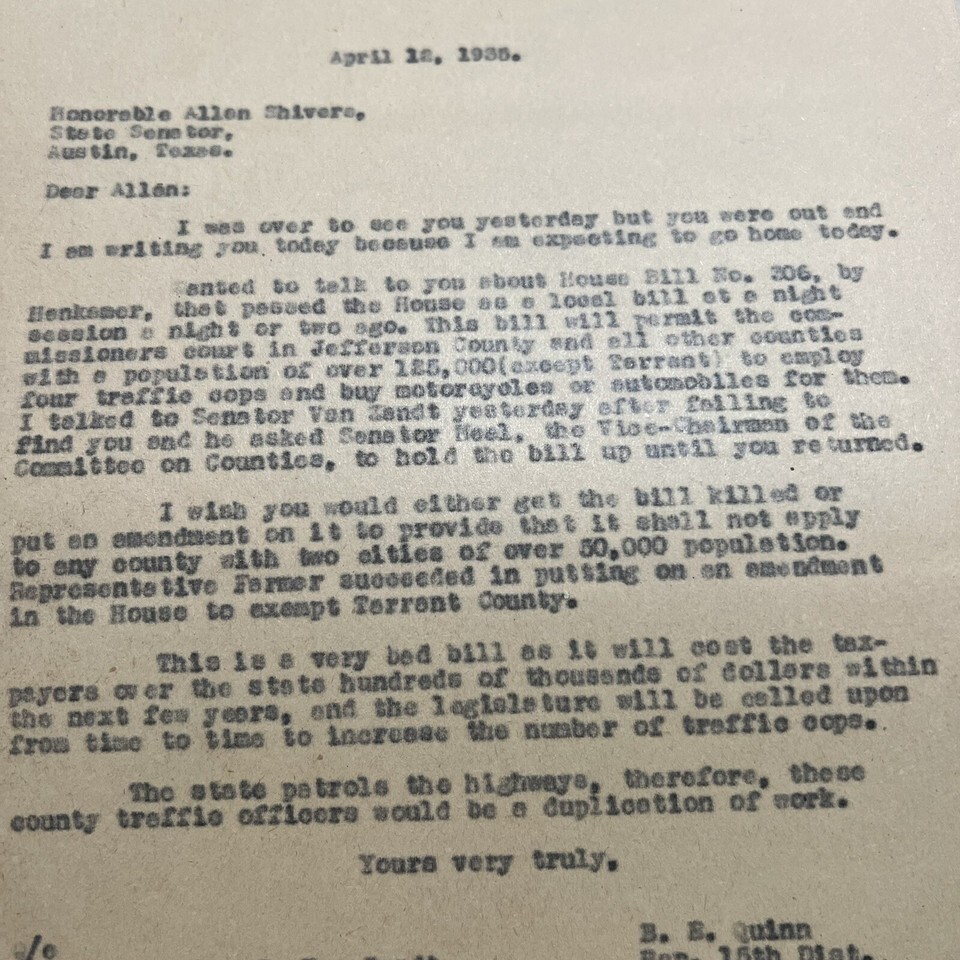 April 12, 1935.
Honorable Allen Shivers,
State Senator,
Austin, Texas.
Dear Allen:
I was over to see you yesterday but you were out and
I am writing you today because I am expecting to go home today.
anted to talk to you about House Bill No. 306, by
Henkamer, that passed the House as a local bill at a night
session a night or two ago. This bill will permit the com-
missioners court in Jefferson County and all other counties
with a population of over 125,000(except Tarrant) to employ
four traffic cops and buy motorcycles or automobiles for them.
I talked to Senator Van Zandt yesterday after failing to
find you and he asked Senator Neal, the Vice-Chairman of the
Committee on Counties, to hold the bill up until you returned.
I wish you would either get the bill killed or
put an amendment on it to provide that it shall not apply
to any county with two cities of over 50,000 population.
Representative Farmer succeeded in putting on an amendment
in the House to exempt Tarrant County.
This is a very bad bill as it will cost the tax-
payers over the state hundreds of thousands of dollars within
the next few years, and the legislature will be called upon
from time to time to increase the number of traffic cops.
The state patrols the highways, therefore, these
county traffic officers would be a duplication of work.
Yours very truly,
B. E. Quinn
Rep. 15th Dist.